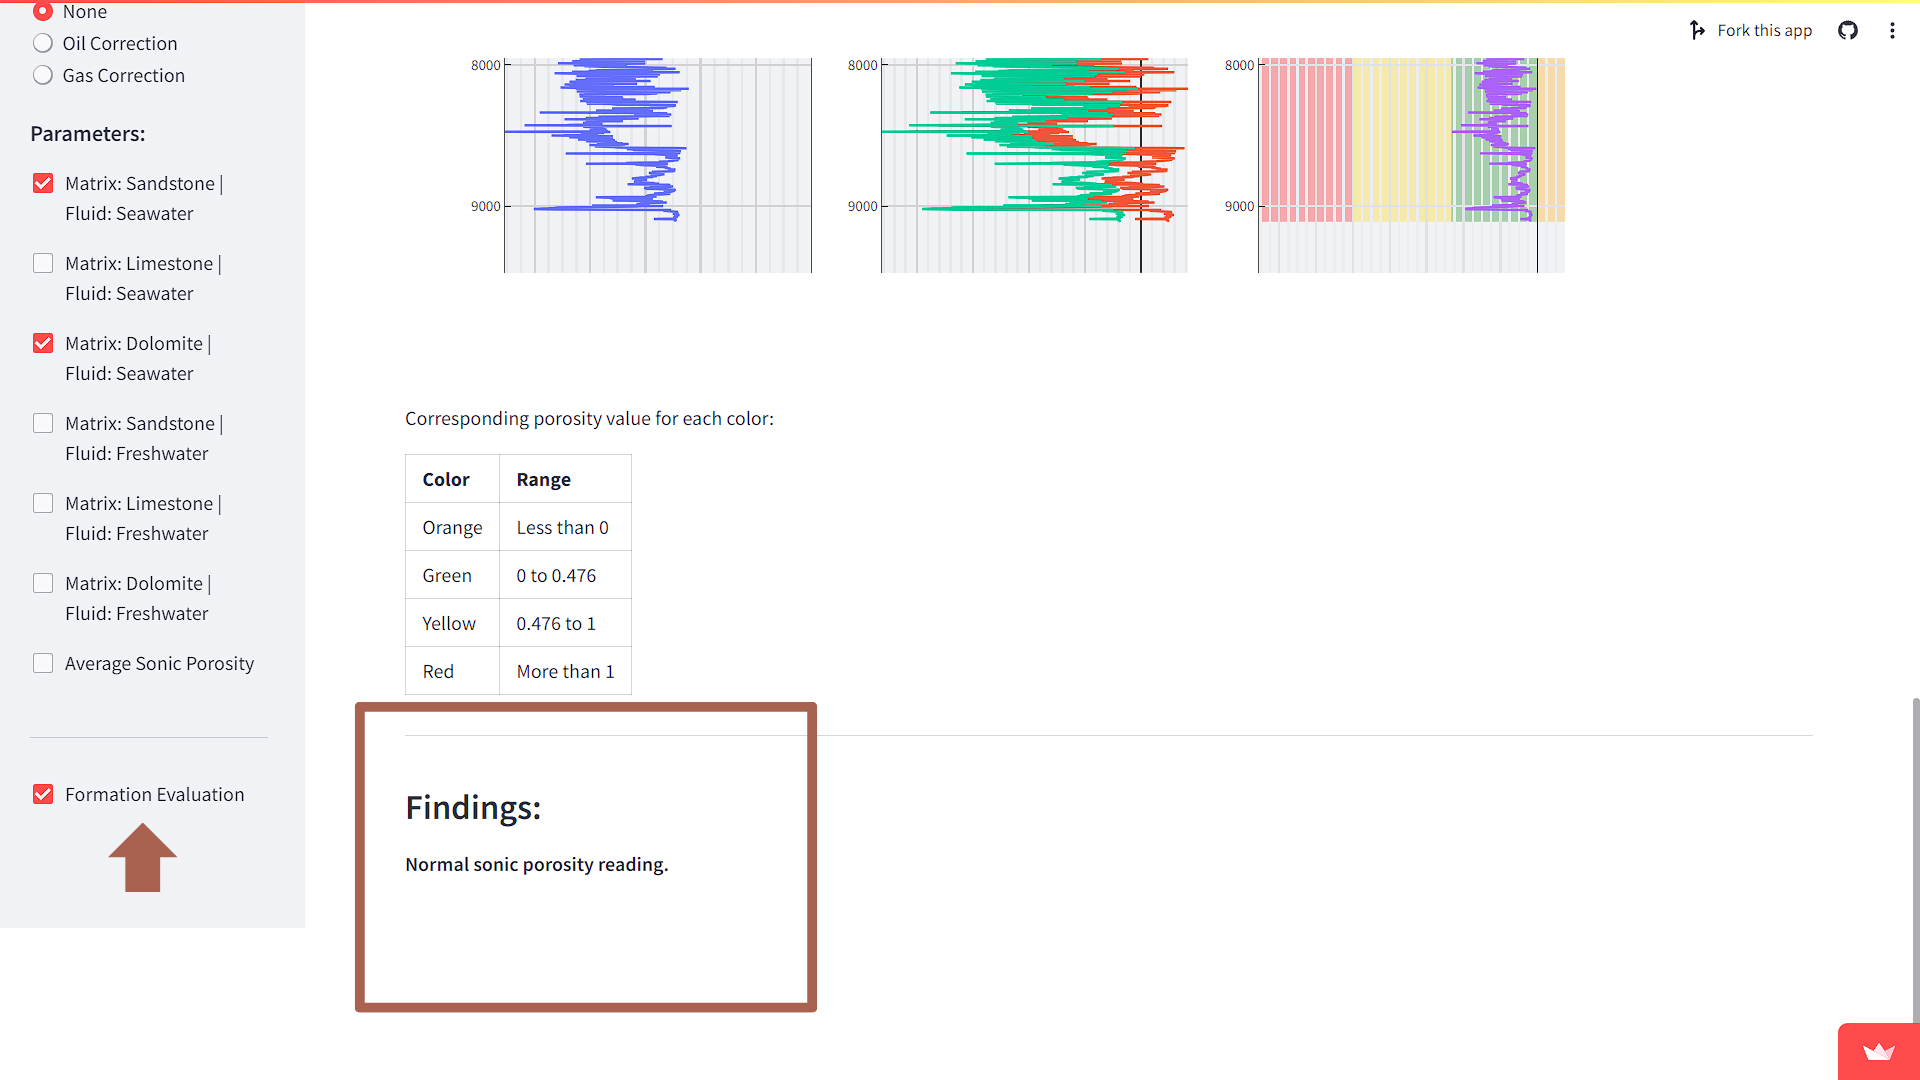 None
Oil Correction
Gas Correction
Parameters:
Matrix: Sandstone |
Fluid: Seawater
Matrix: Limestone |
Fluid: Seawater
Matrix: Dolomite |
Fluid: Seawater
Matrix: Sandstone |
Fluid: Freshwater
Matrix: Limestone |
Fluid: Freshwater
Matrix: Dolomite |
Fluid: Freshwater
Average Sonic Porosity
Formation Evaluation
Fork this app
8000
9000
8000
9000
8000
9000
Corresponding porosity value for each color:
Color Range
Orange Less than 0
Green 0 to 0.476
Yellow 0.476 to 1
Red More than 1
Findings:
Normal sonic porosity reading.